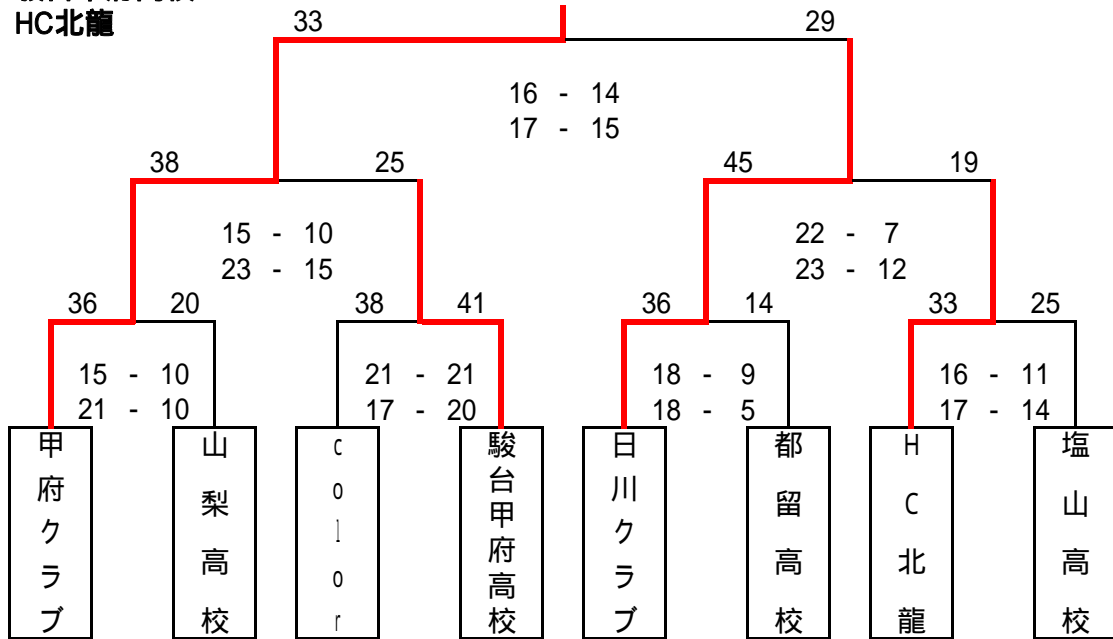 HC北龍
33 29
16 - 14
17 - 15
38 25 45 19
15 - 10 22 - 7
23 - 15 23 - 12
36 20 38 41 36 14 33 25
15 - 10 21 - 21 18 - 9 16 - 11
21 - 10 17 - 20 18 - 5 17 - 14
甲府クラブ
山梨高校
Color
駿台甲府高校
日川クラブ
都留高校
HC北龍
塩山高校